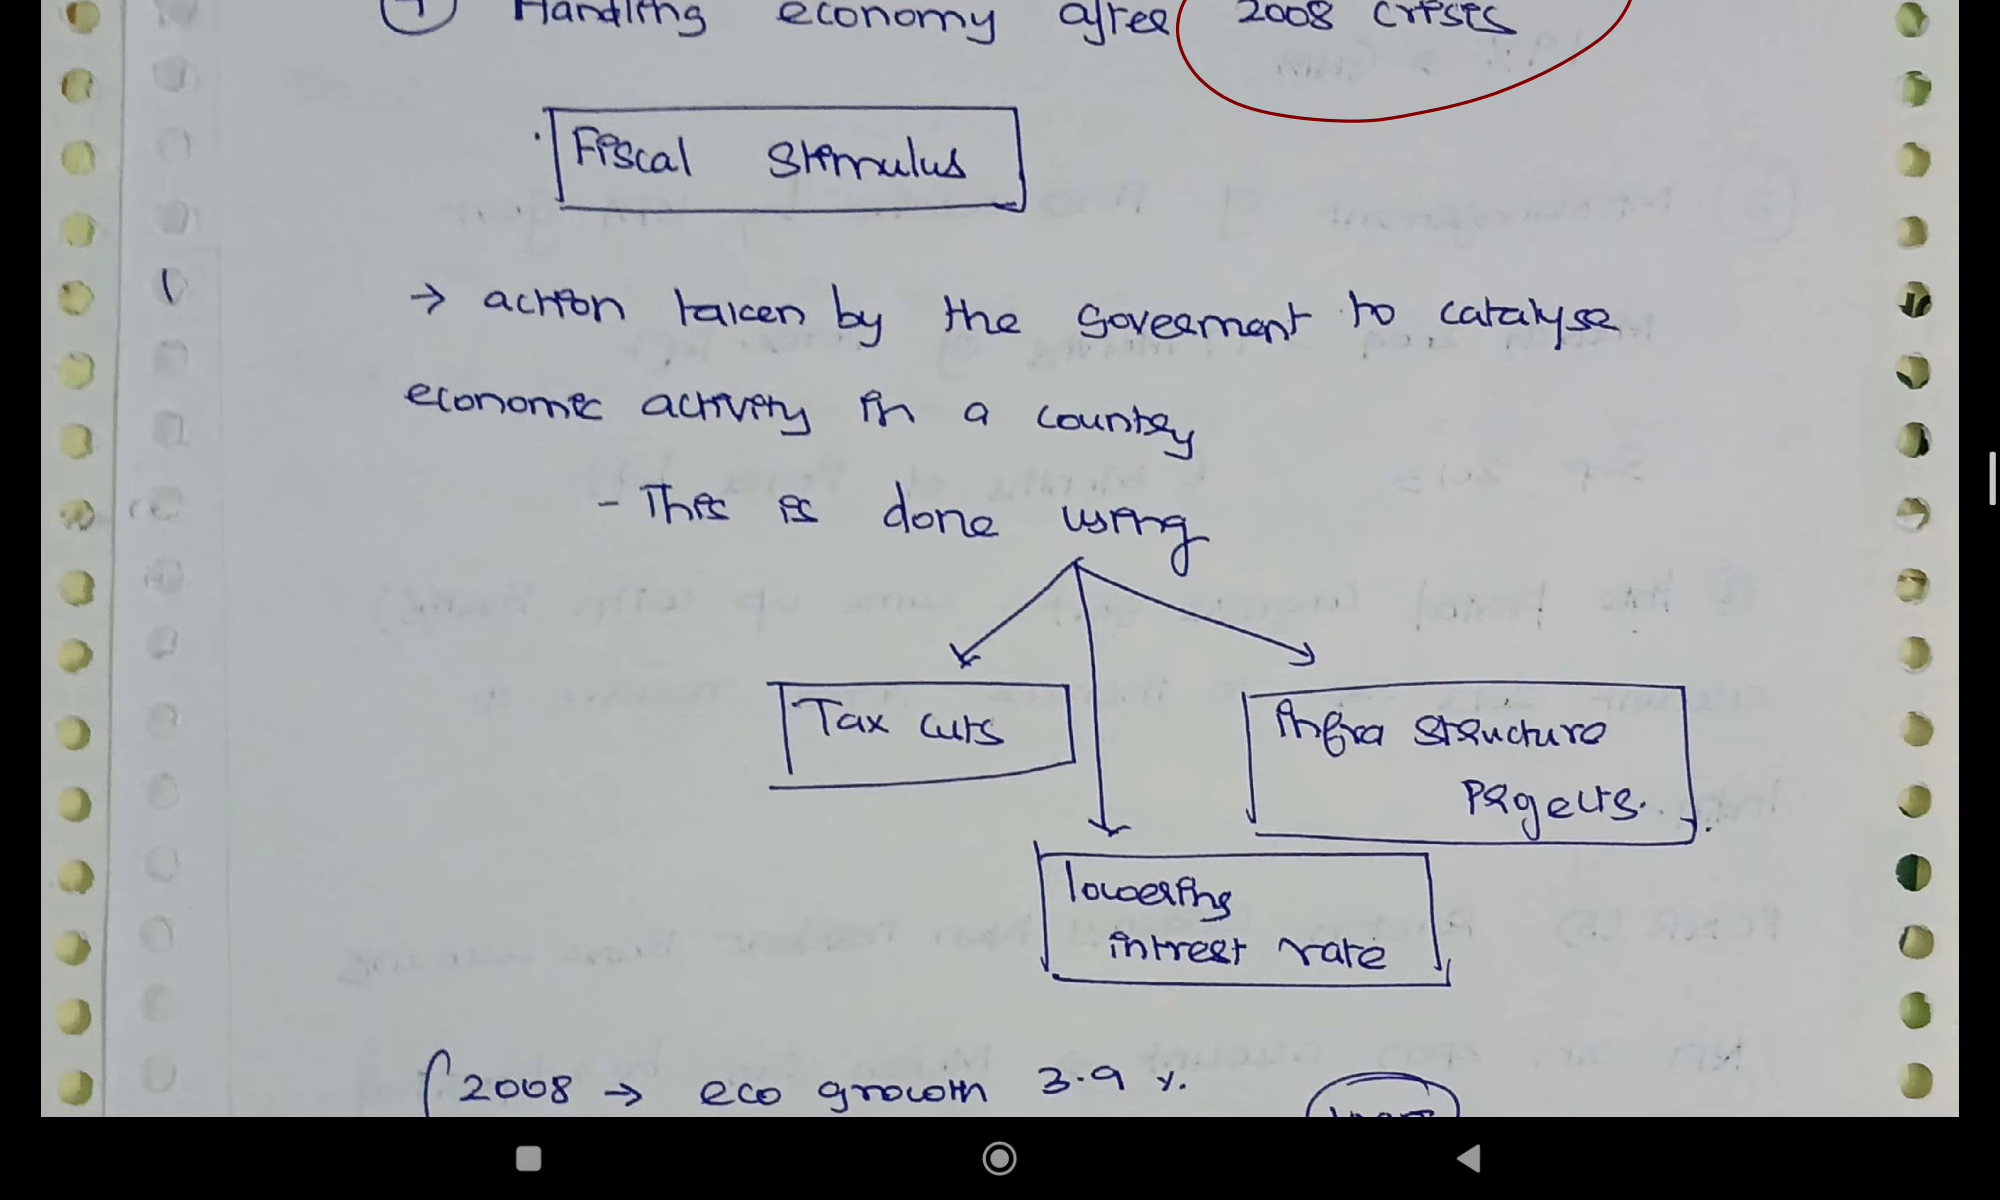 Handling economy after 2008 crisis
Fiscal Stimulus
→ action taken by the Goverment to catalyse
economic activity in a country
- This is done using
Tax cuts
infra structure
Projects.
lowering
intrest rate
2008 → eco growth 3.9 %.